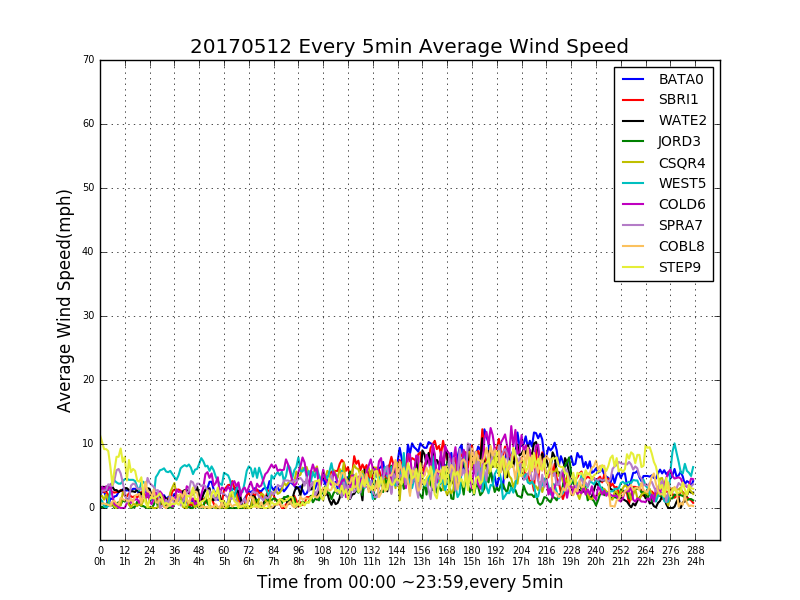 20170512 Every 5min Average Wind Speed
70
60
50
40
30
20
10
0
Average Wind Speed(mph)
BATA0
SBRI1
WATE2
JORD3
CSQR4
WEST5
COLD6
SPRA7
COBL8
STEP9
0 12 24 36 48 60 72 84 96 108 120 132 144 156 168 180 192 204 216 228 240 252 264 276 288
0h 1h 2h 3h 4h 5h 6h 7h 8h 9h 10h 11h 12h 13h 14h 15h 16h 17h 18h 19h 20h 21h 22h 23h 24h
Time from 00:00 ~23:59,every 5min